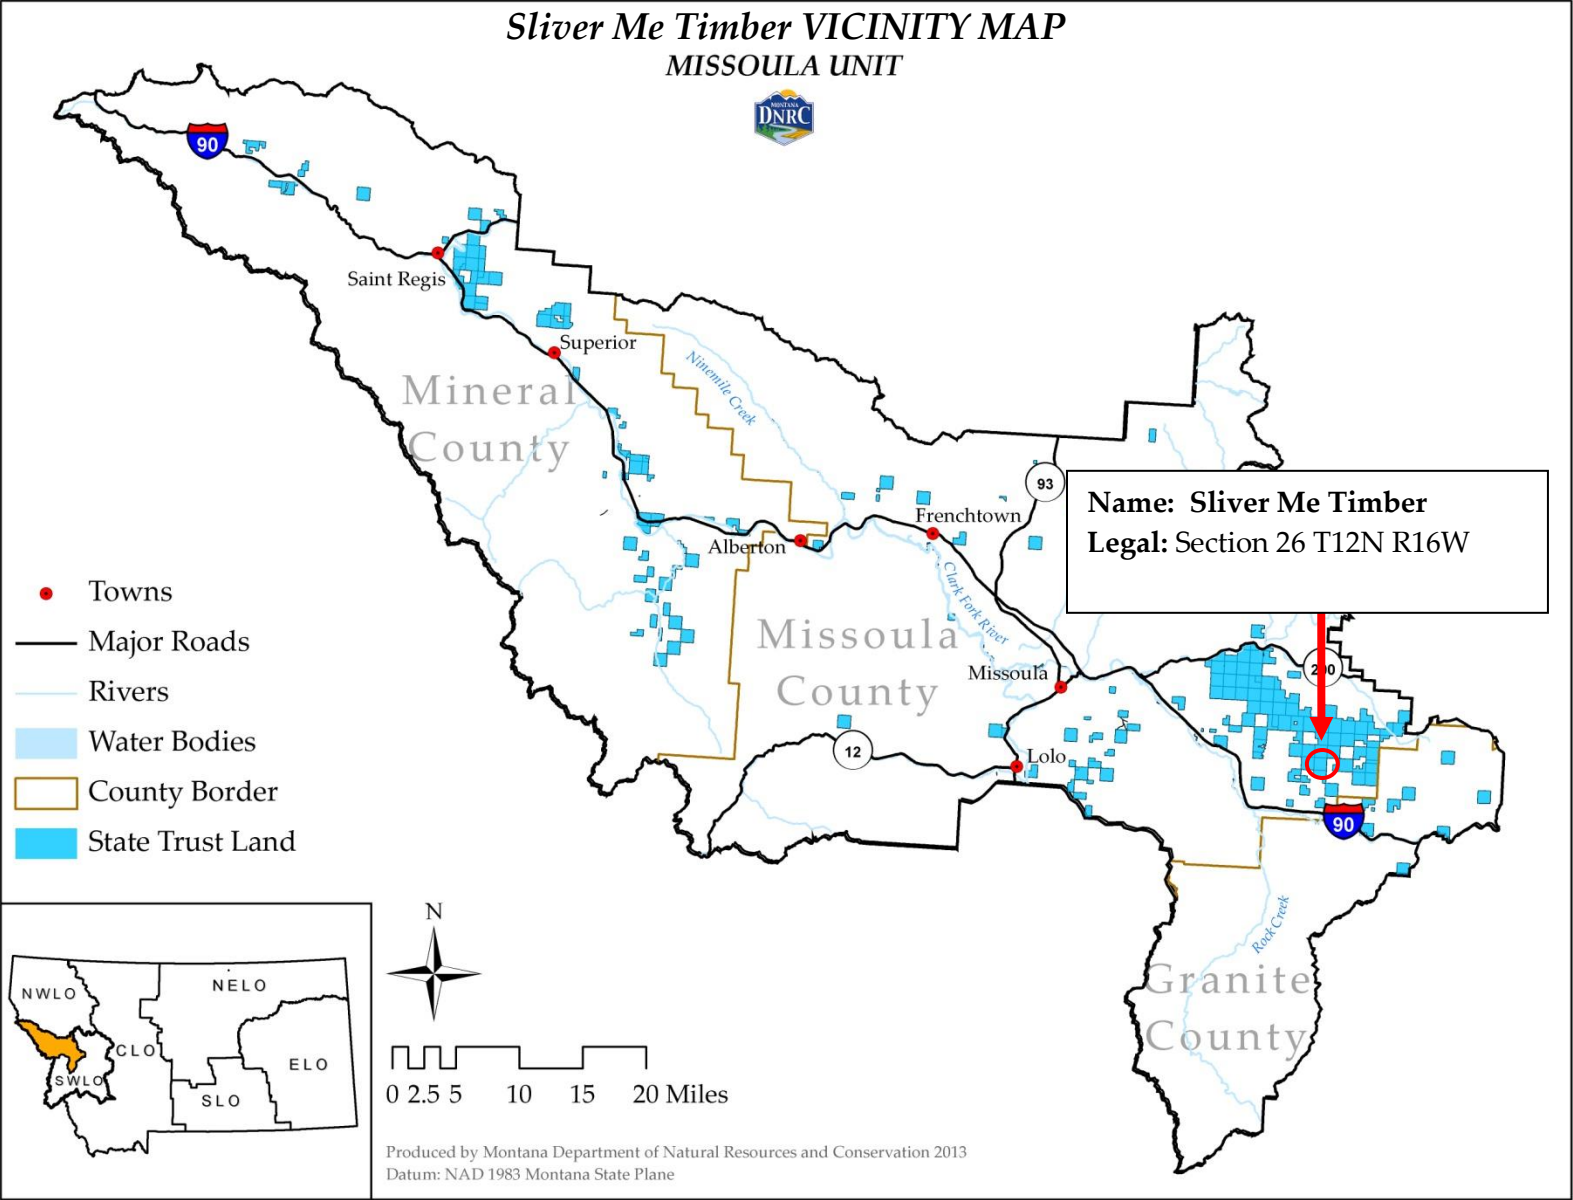 Sliver Me Timber VICINITY MAP
MISSOULA UNIT
MONTANA
DNRC
90
Saint Regis
Superior
Mineral
County
Ninemile Creek
93
Name: Sliver Me Timber
Legal: Section 26 T12N R16W
Frenchtown
Alberton
Clark Fork River
Missoula
County
Missoula
200
12
Lolo
90
Rock Creek
Granite
County
Towns
Major Roads
Rivers
Water Bodies
County Border
State Trust Land
N
NWLO
NELO
CLO
ELO
SWLO
SLO
0 2.5 5 10 15 20 Miles
Produced by Montana Department of Natural Resources and Conservation 2013
Datum: NAD 1983 Montana State Plane